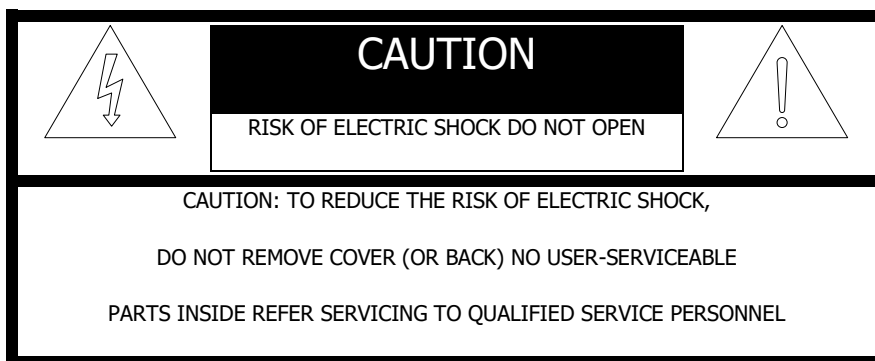 CAUTION
RISK OF ELECTRIC SHOCK DO NOT OPEN
CAUTION: TO REDUCE THE RISK OF ELECTRIC SHOCK,
DO NOT REMOVE COVER (OR BACK) NO USER-SERVICEABLE
PARTS INSIDE REFER SERVICING TO QUALIFIED SERVICE PERSONNEL